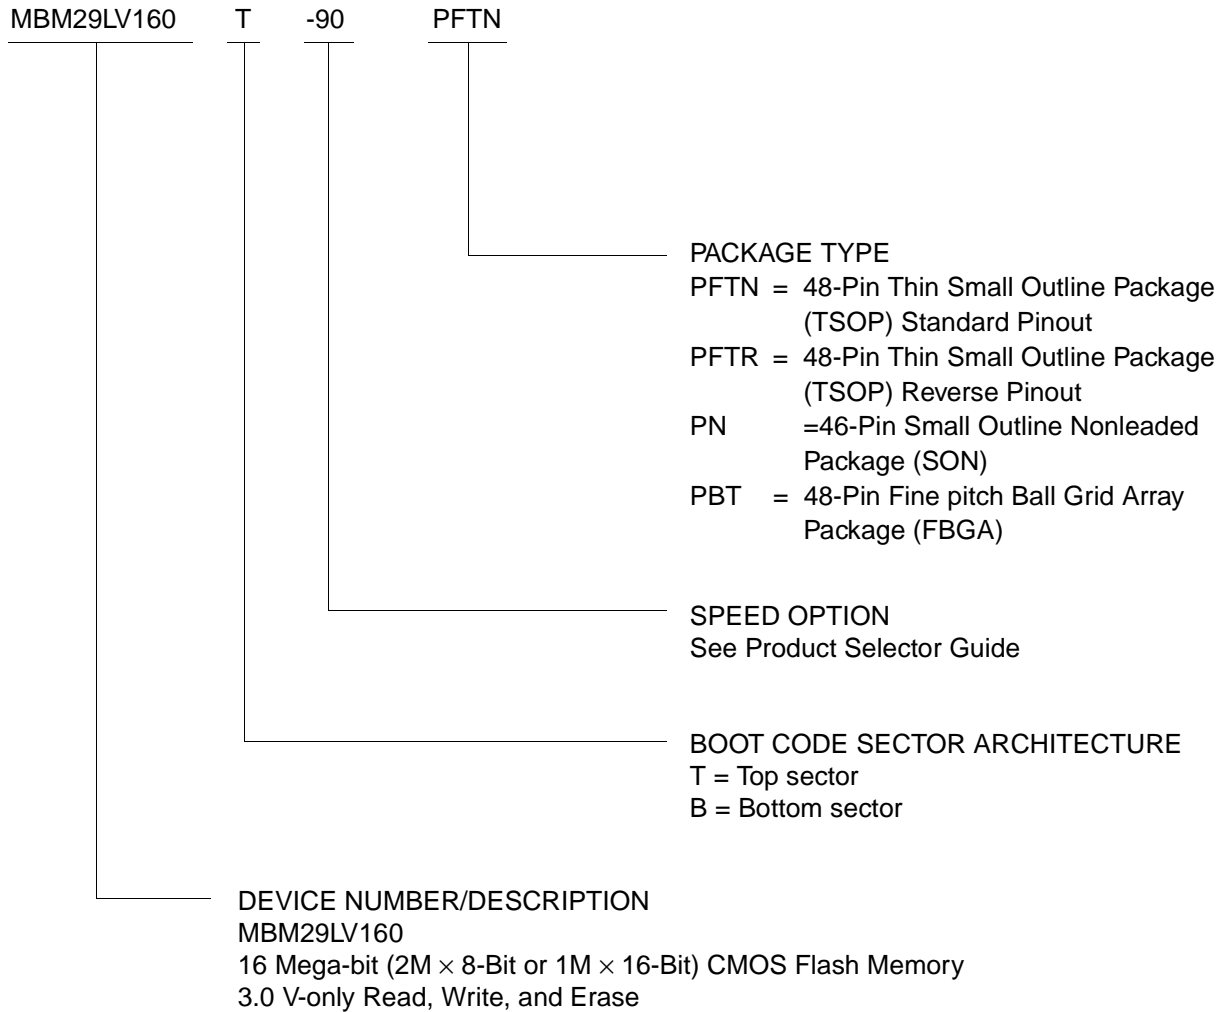 MBM29LV160 T -90 PFTN
PACKAGE TYPE
PFTN = 48-Pin Thin Small Outline Package
(TSOP) Standard Pinout
PFTR = 48-Pin Thin Small Outline Package
(TSOP) Reverse Pinout
PN =46-Pin Small Outline Nonleaded
Package (SON)
PBT = 48-Pin Fine pitch Ball Grid Array
Package (FBGA)
SPEED OPTION
See Product Selector Guide
BOOT CODE SECTOR ARCHITECTURE
T = Top sector
B = Bottom sector
DEVICE NUMBER/DESCRIPTION
MBM29LV160
16 Mega-bit (2M × 8-Bit or 1M × 16-Bit) CMOS Flash Memory
3.0 V-only Read, Write, and Erase